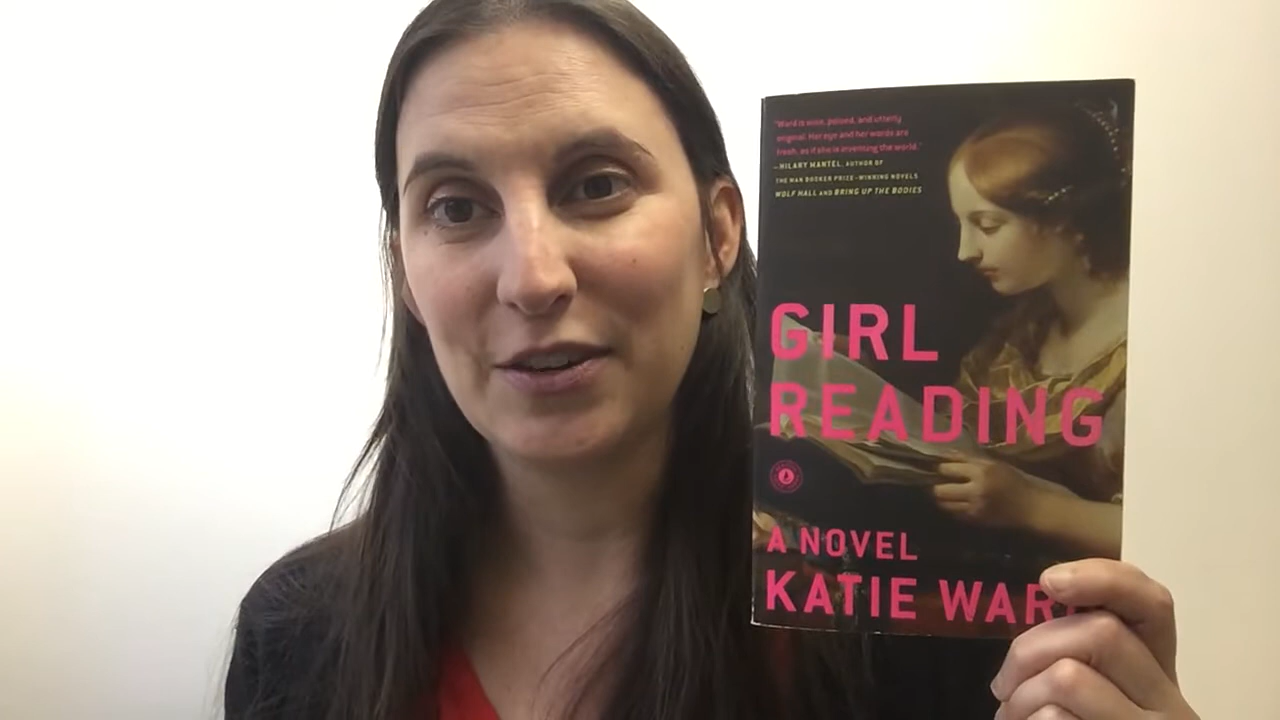 "Ward is wise, poised, and utterly
original. Her eye and her words are
fresh, as if she is inventing the world."
—HILARY MANTEL, AUTHOR OF
THE MAN BOOKER PRIZE–WINNING NOVELS
WOLF HALL AND BRING UP THE BODIES
GIRL
READING
A NOVEL
KATIE WAR